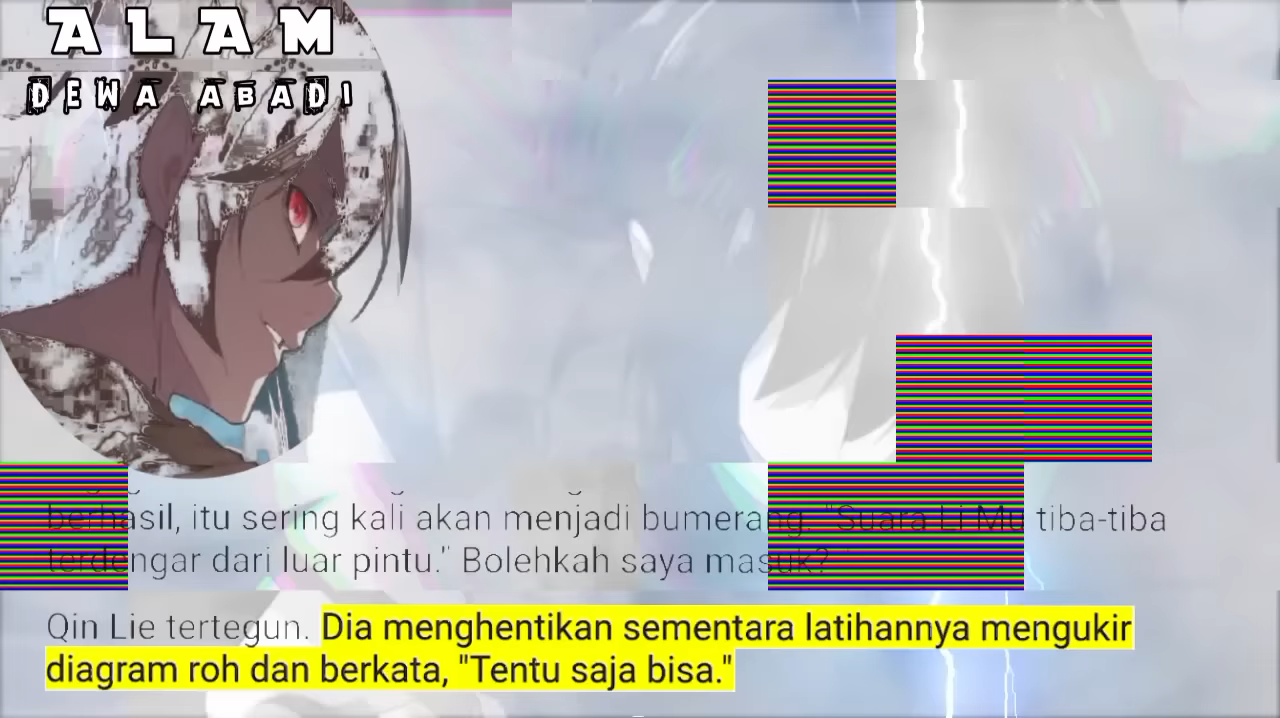 ALAM
DEWA ABADI
berhasil, itu sering kali akan menjadi bumerang. "Suara Li Mu tiba-tiba
terdengar dari luar pintu." Bolehkah saya masuk?"
Qin Lie tertegun. Dia menghentikan sementara latihannya mengukir
diagram roh dan berkata, "Tentu saja bisa."